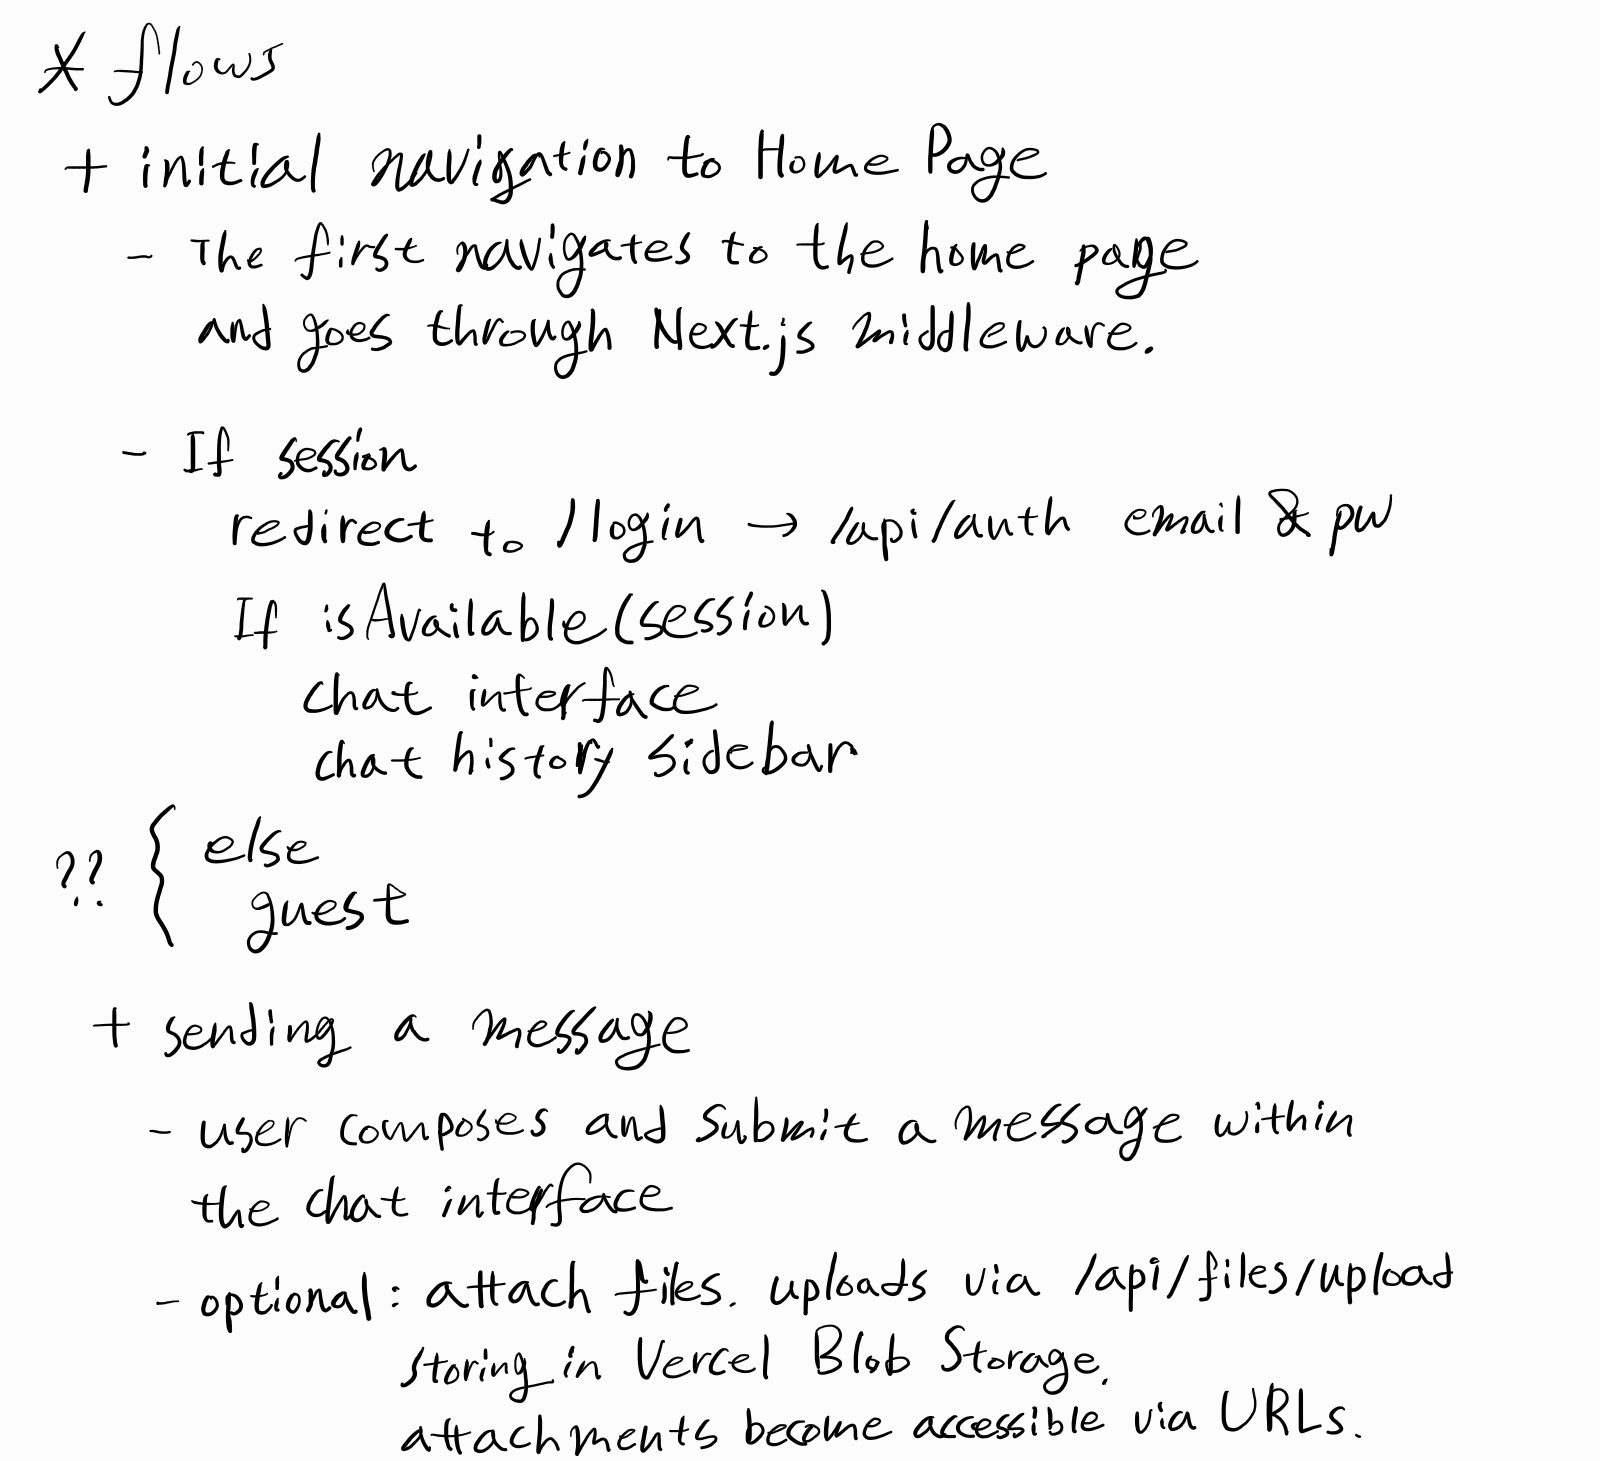 * flows
+ initial navigation to Home Page
- The first navigates to the home page
and goes through Next.js middleware.
- If session
redirect to /login → /api/auth email & pw
If isAvailable(session)
chat interface
chat history sidebar
?? { else
guest
+ sending a message
- user composes and submit a message within
the chat interface
- optional: attach files. uploads via /api/files/upload
storing in Vercel Blob Storage.
attachments become accessible via URLs.